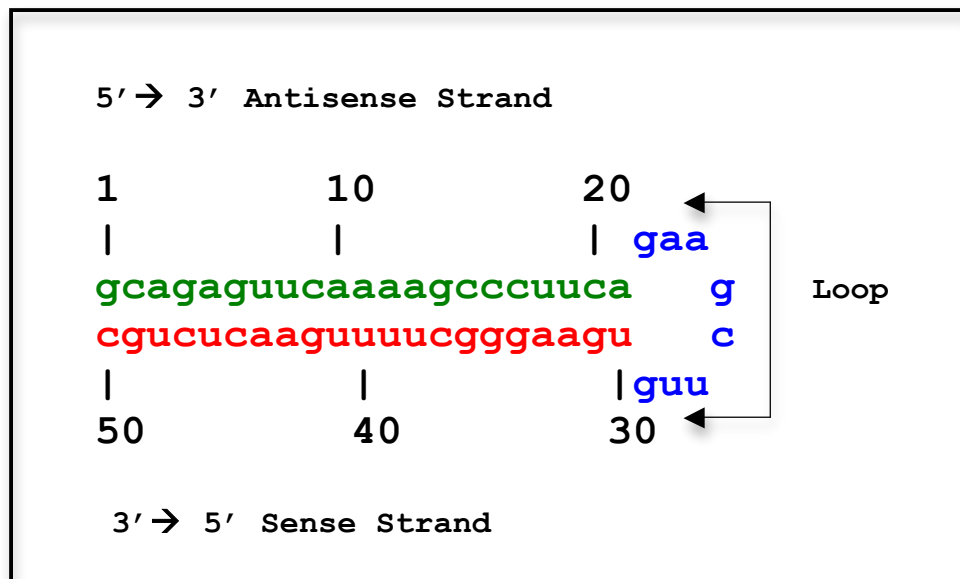 5′→ 3′ Antisense Strand
1 10 20
| | | gaa
gcagaguucaaaagcccuuca g Loop
cgucucaaguuuucgggaagu c
| | |guu
50 40 30
3′→ 5′ Sense Strand